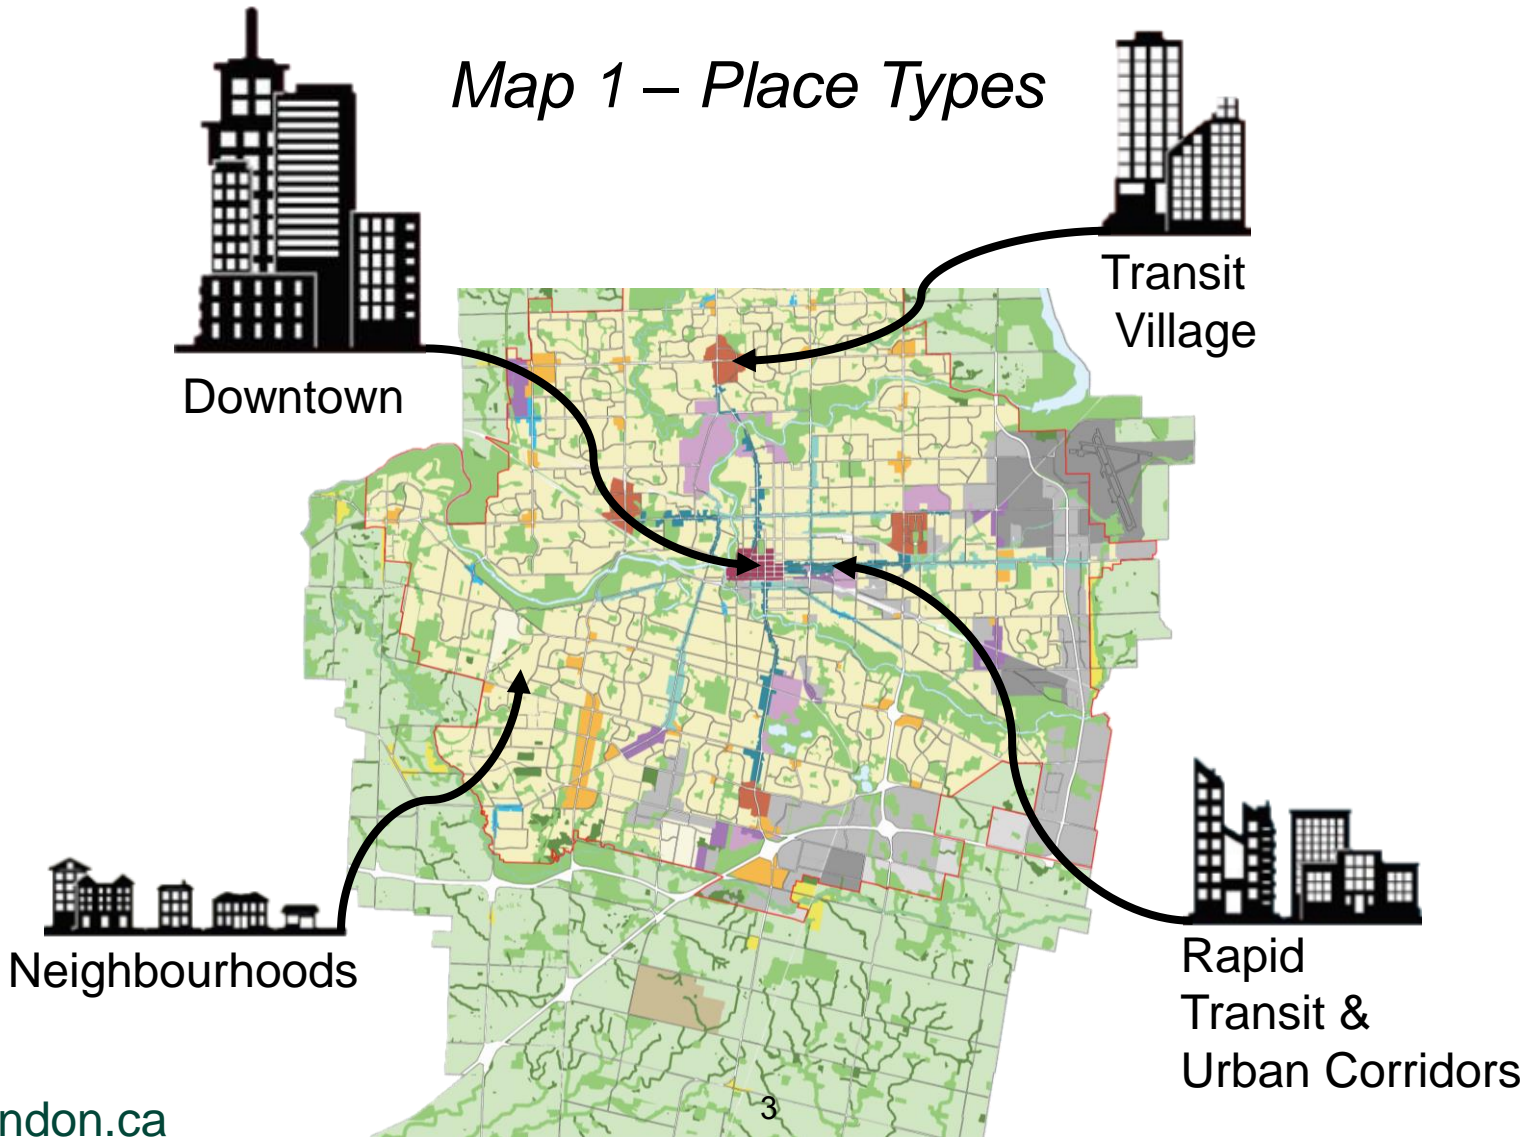 Map 1 – Place Types
Transit
Village
Downtown
Neighbourhoods
Rapid
Transit &
Urban Corridors
3
ndon.ca